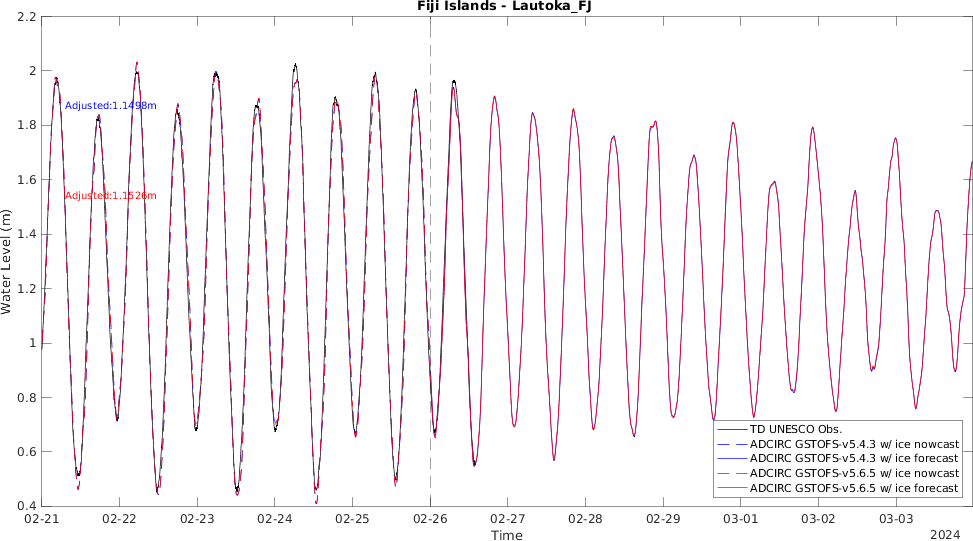 Fiji Islands - Lautoka_FJ
2.2
2
1.8
1.6
1.4
1.2
1
0.8
0.6
0.4
Water Level (m)
Adjusted:1.1498m
Adjusted:1.1526m
TD UNESCO Obs.
ADCIRC GSTOFS-v5.4.3 w/ ice nowcast
ADCIRC GSTOFS-v5.4.3 w/ ice forecast
ADCIRC GSTOFS-v5.6.5 w/ ice nowcast
ADCIRC GSTOFS-v5.6.5 w/ ice forecast
02-21 02-22 02-23 02-24 02-25 02-26 02-27 02-28 02-29 03-01 03-02 03-03
Time
2024